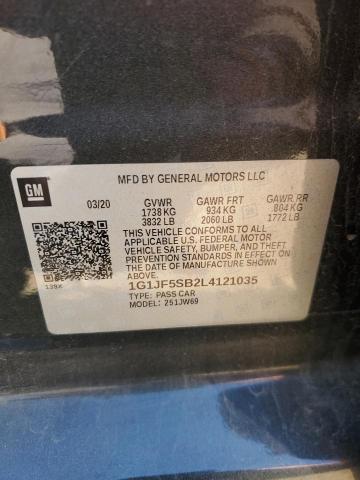 GM
MFD BY GENERAL MOTORS LLC
03/20 GVWR GAWR FRT GAWR RR
1738 KG 934 KG 804 KG
3832 LB 2060 LB 1772 LB
THIS VEHICLE CONFORMS TO ALL
APPLICABLE U.S. FEDERAL MOTOR
VEHICLE SAFETY, BUMPER, AND THEFT
PREVENTION STANDARDS IN EFFECT ON
THE DATE OF MANUFACTURE SHOWN
ABOVE.
138X 1G1JF5SB2L4121035
TYPE: PASS CAR
MODEL: 251JW69